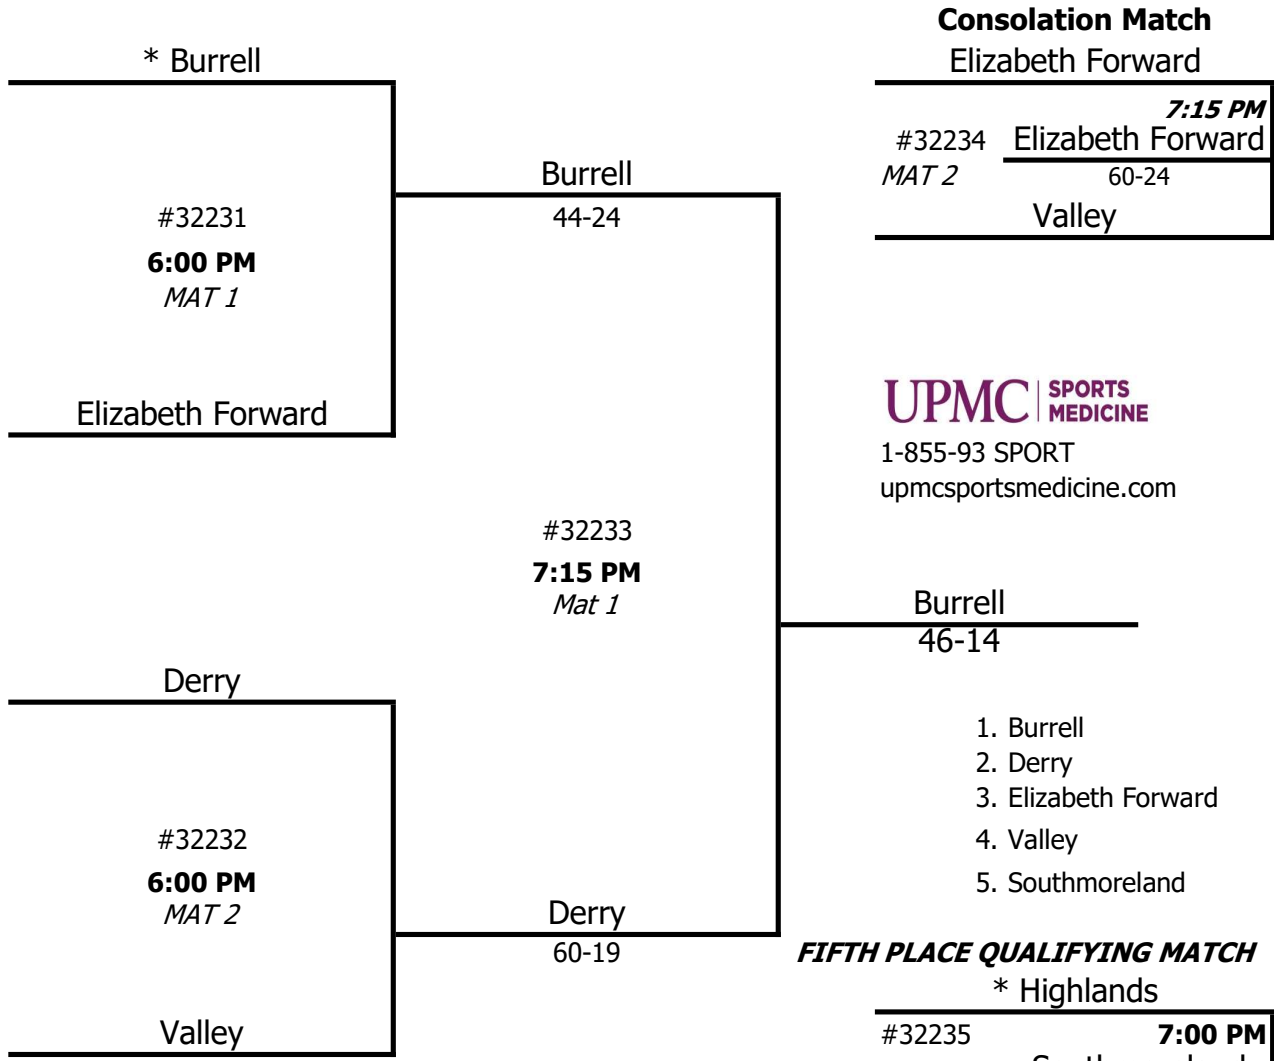 Consolation Match
* Burrell
Elizabeth Forward
7:15 PM
#32234 Elizabeth Forward
MAT 2 60-24
Valley
Burrell
44-24
#32231
6:00 PM
MAT 1
Elizabeth Forward
UPMC | SPORTS MEDICINE
1-855-93 SPORT
upmcsportsmedicine.com
#32233
7:15 PM
Mat 1
Burrell
46-14
Derry
1. Burrell
2. Derry
3. Elizabeth Forward
4. Valley
5. Southmoreland
#32232
6:00 PM
MAT 2
Derry
60-19
Valley
FIFTH PLACE QUALIFYING MATCH
* Highlands
#32235 7:00 PM